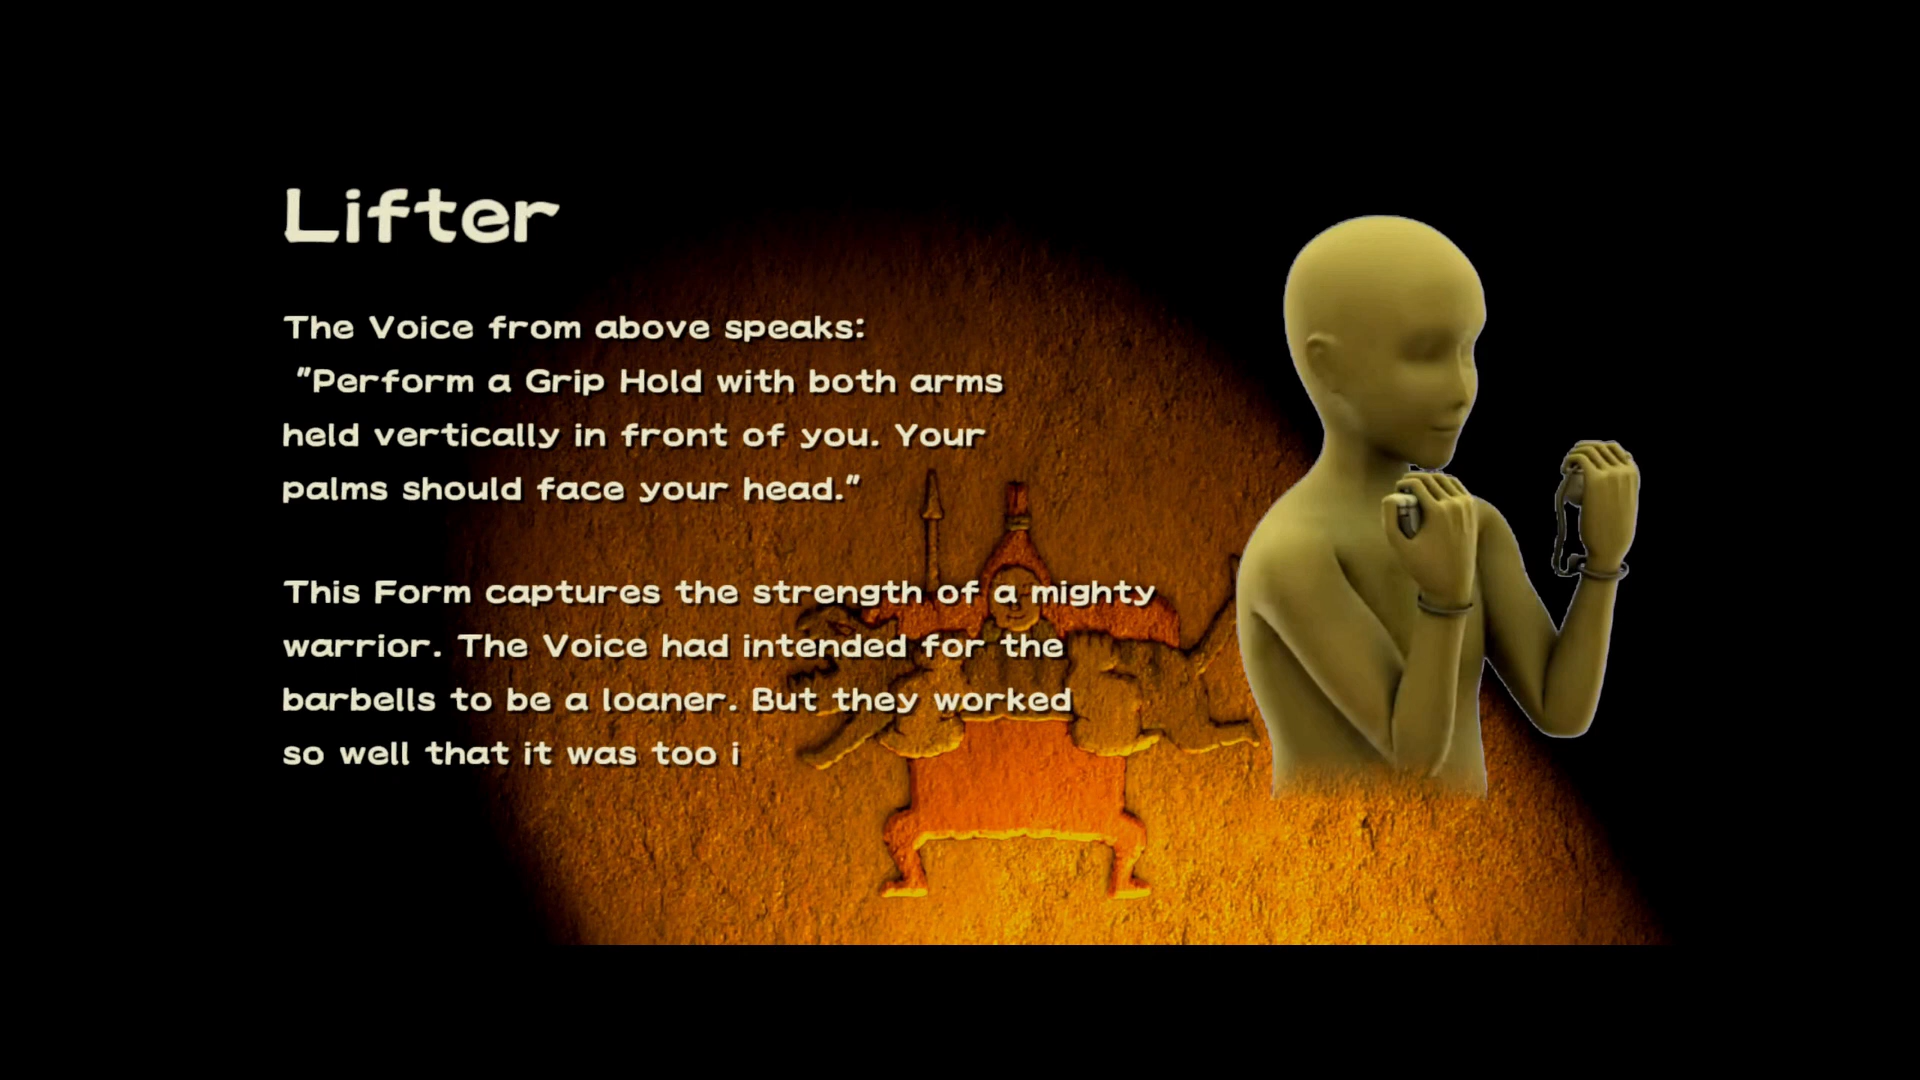 Lifter
The Voice from above speaks:
"Perform a Grip Hold with both arms
held vertically in front of you. Your
palms should face your head."
This Form captures the strength of a mighty
warrior. The Voice had intended for the
barbells to be a loaner. But they worked
so well that it was too i